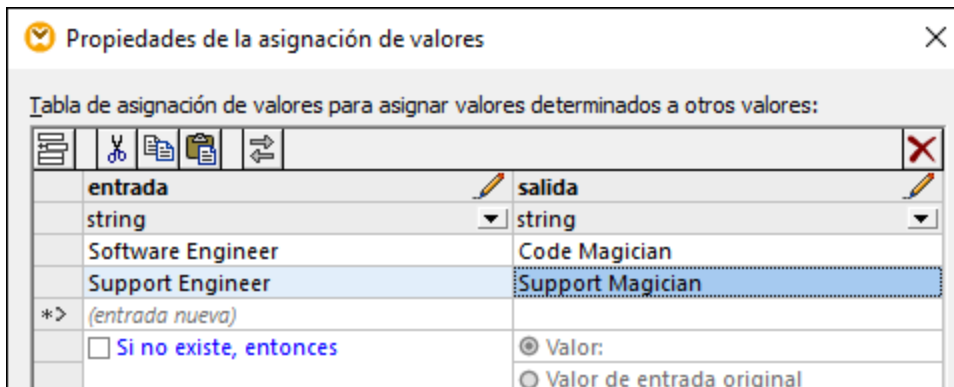 Propiedades de la asignación de valores
Tabla de asignación de valores para asignar valores determinados a otros valores:
entrada salida
string string
Software Engineer Code Magician
Support Engineer Support Magician
(entrada nueva)
Si no existe, entonces Valor:
Valor de entrada original